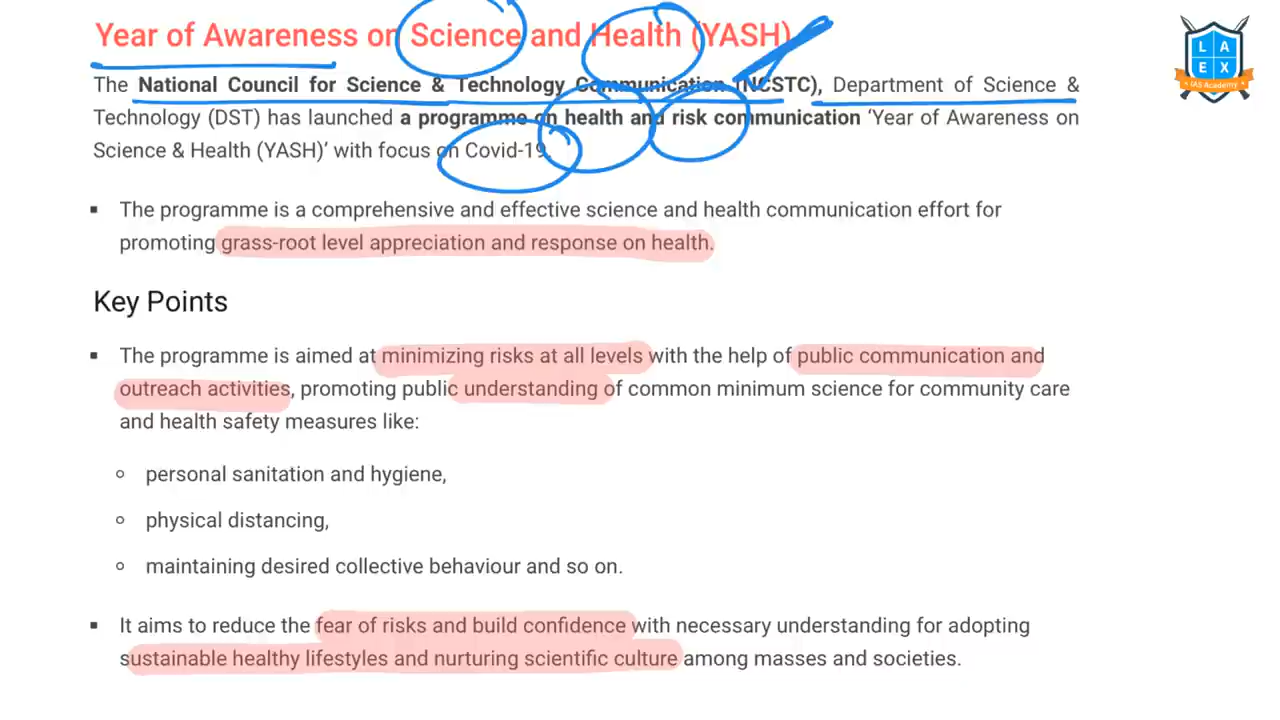 Year of Awareness on Science and Health (YASH)
The National Council for Science & Technology Communication (NCSTC), Department of Science &
Technology (DST) has launched a programme on health and risk communication ‘Year of Awareness on
Science & Health (YASH)’ with focus on Covid-19.
▪ The programme is a comprehensive and effective science and health communication effort for
promoting grass-root level appreciation and response on health.
Key Points
▪ The programme is aimed at minimizing risks at all levels with the help of public communication and
outreach activities, promoting public understanding of common minimum science for community care
and health safety measures like:
○ personal sanitation and hygiene,
○ physical distancing,
○ maintaining desired collective behaviour and so on.
▪ It aims to reduce the fear of risks and build confidence with necessary understanding for adopting
sustainable healthy lifestyles and nurturing scientific culture among masses and societies.
L A
E X
IAS Academy